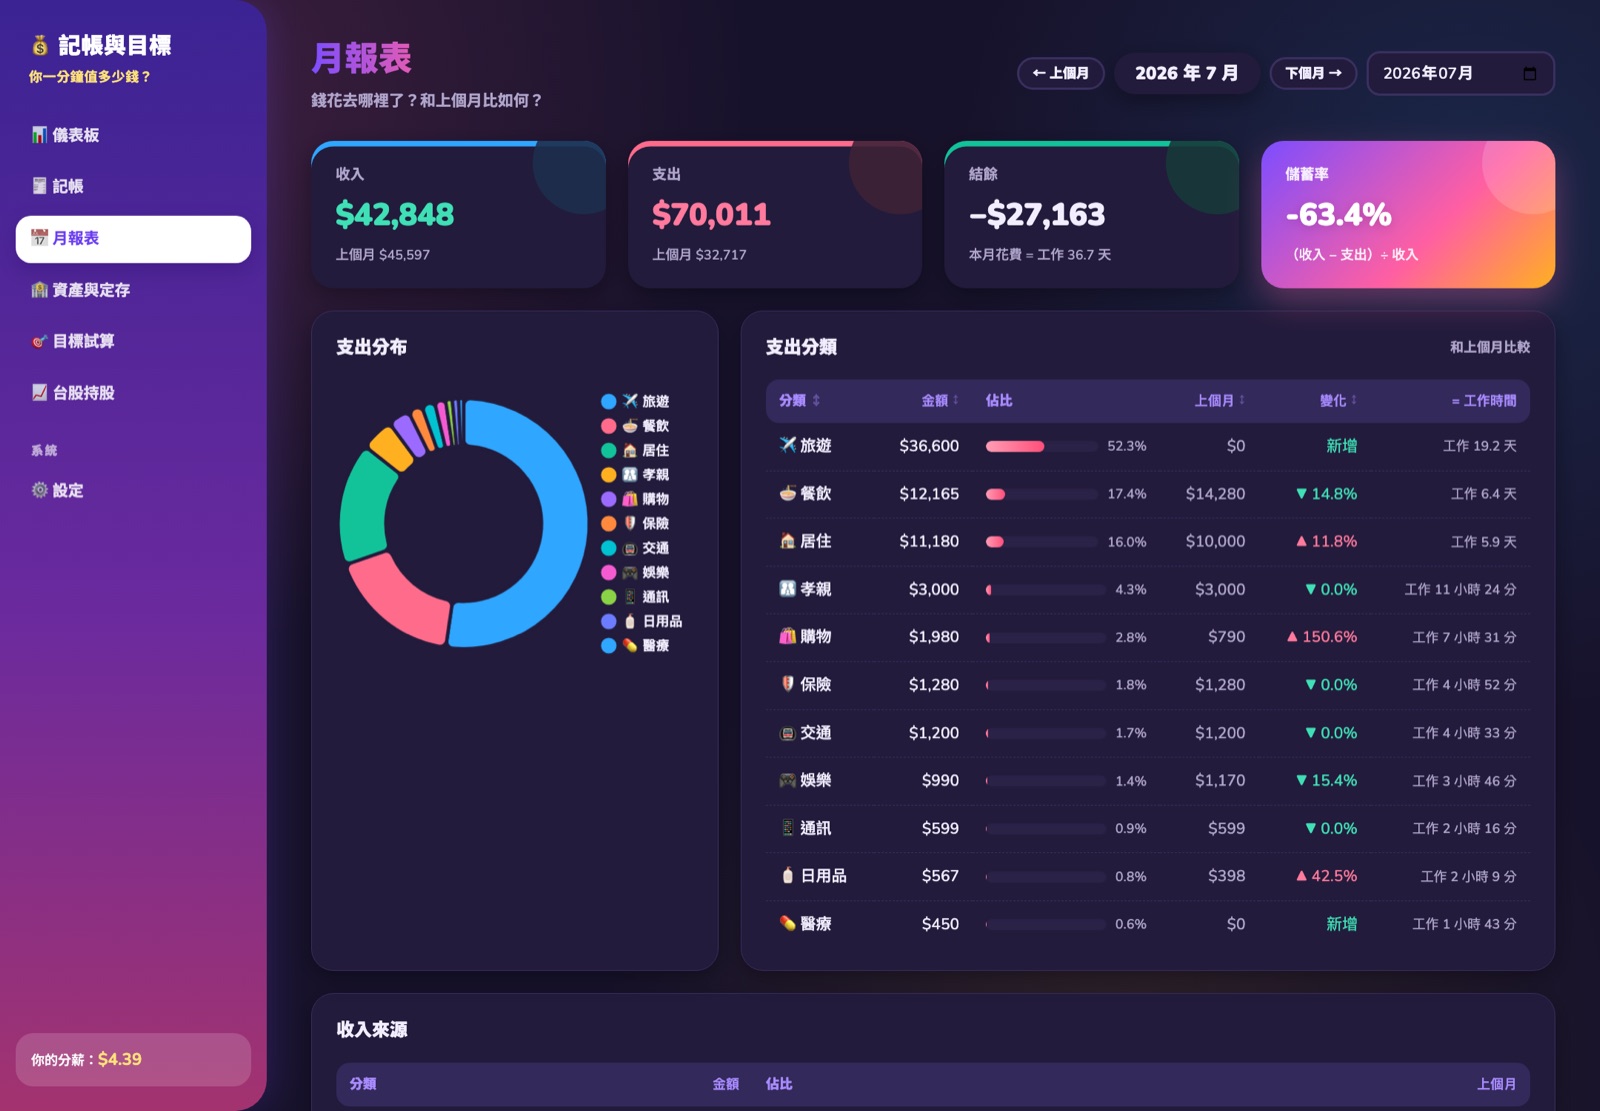 記帳與目標
你一分鐘值多少錢？
儀表板
記帳
月報表
資產與定存
目標試算
台股持股
系統
設定
你的分薪：$4.39
月報表
錢花去哪裡了？和上個月比如何？
← 上個月
2026 年 7 月
下個月 →
2026年07月
收入
$42,848
上個月 $45,597
支出
$70,011
上個月 $32,717
結餘
−$27,163
本月花費 = 工作 36.7 天
儲蓄率
-63.4%
（收入 − 支出）÷ 收入
支出分布
旅遊
餐飲
居住
孝親
購物
保險
交通
娛樂
通訊
日用品
醫療
支出分類 和上個月比較
分類 ↕ 金額 ↕ 佔比 上個月 ↕ 變化 ↕ = 工作時間
旅遊 $36,600 52.3% $0 新增 工作 19.2 天
餐飲 $12,165 17.4% $14,280 ▼ 14.8% 工作 6.4 天
居住 $11,180 16.0% $10,000 ▲ 11.8% 工作 5.9 天
孝親 $3,000 4.3% $3,000 ▼ 0.0% 工作 11 小時 24 分
購物 $1,980 2.8% $790 ▲ 150.6% 工作 7 小時 31 分
保險 $1,280 1.8% $1,280 ▼ 0.0% 工作 4 小時 52 分
交通 $1,200 1.7% $1,200 ▼ 0.0% 工作 4 小時 33 分
娛樂 $990 1.4% $1,170 ▼ 15.4% 工作 3 小時 46 分
通訊 $599 0.9% $599 ▼ 0.0% 工作 2 小時 16 分
日用品 $567 0.8% $398 ▲ 42.5% 工作 2 小時 9 分
醫療 $450 0.6% $0 新增 工作 1 小時 43 分
收入來源
分類 金額 佔比 上個月